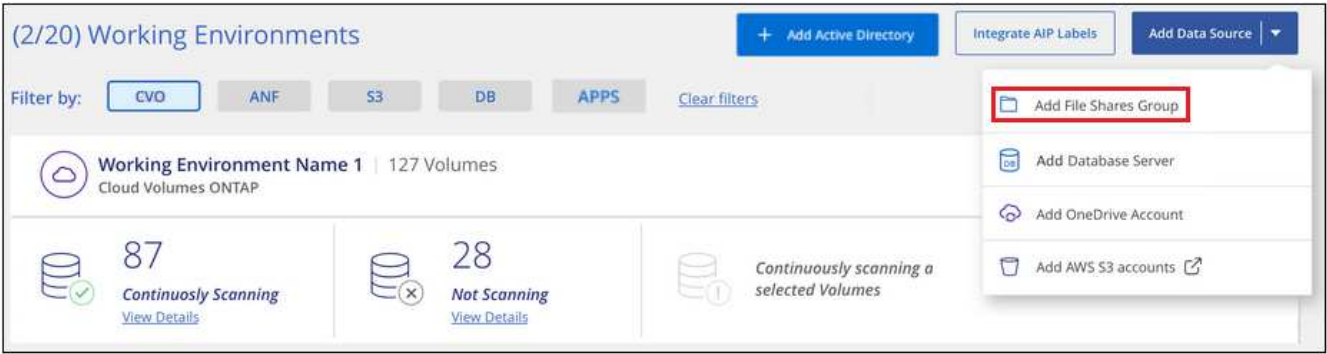 (2/20) Working Environments
+ Add Active Directory
Integrate AIP Labels
Add Data Source
Filter by:
CVO
ANF
S3
DB
APPS
Clear filters
Add File Shares Group
DB
Add Database Server
Add OneDrive Account
Add AWS S3 accounts
Working Environment Name 1 | 127 Volumes
Cloud Volumes ONTAP
87
Continuosly Scanning
View Details
28
Not Scanning
View Details
Continuously scanning a
selected Volumes